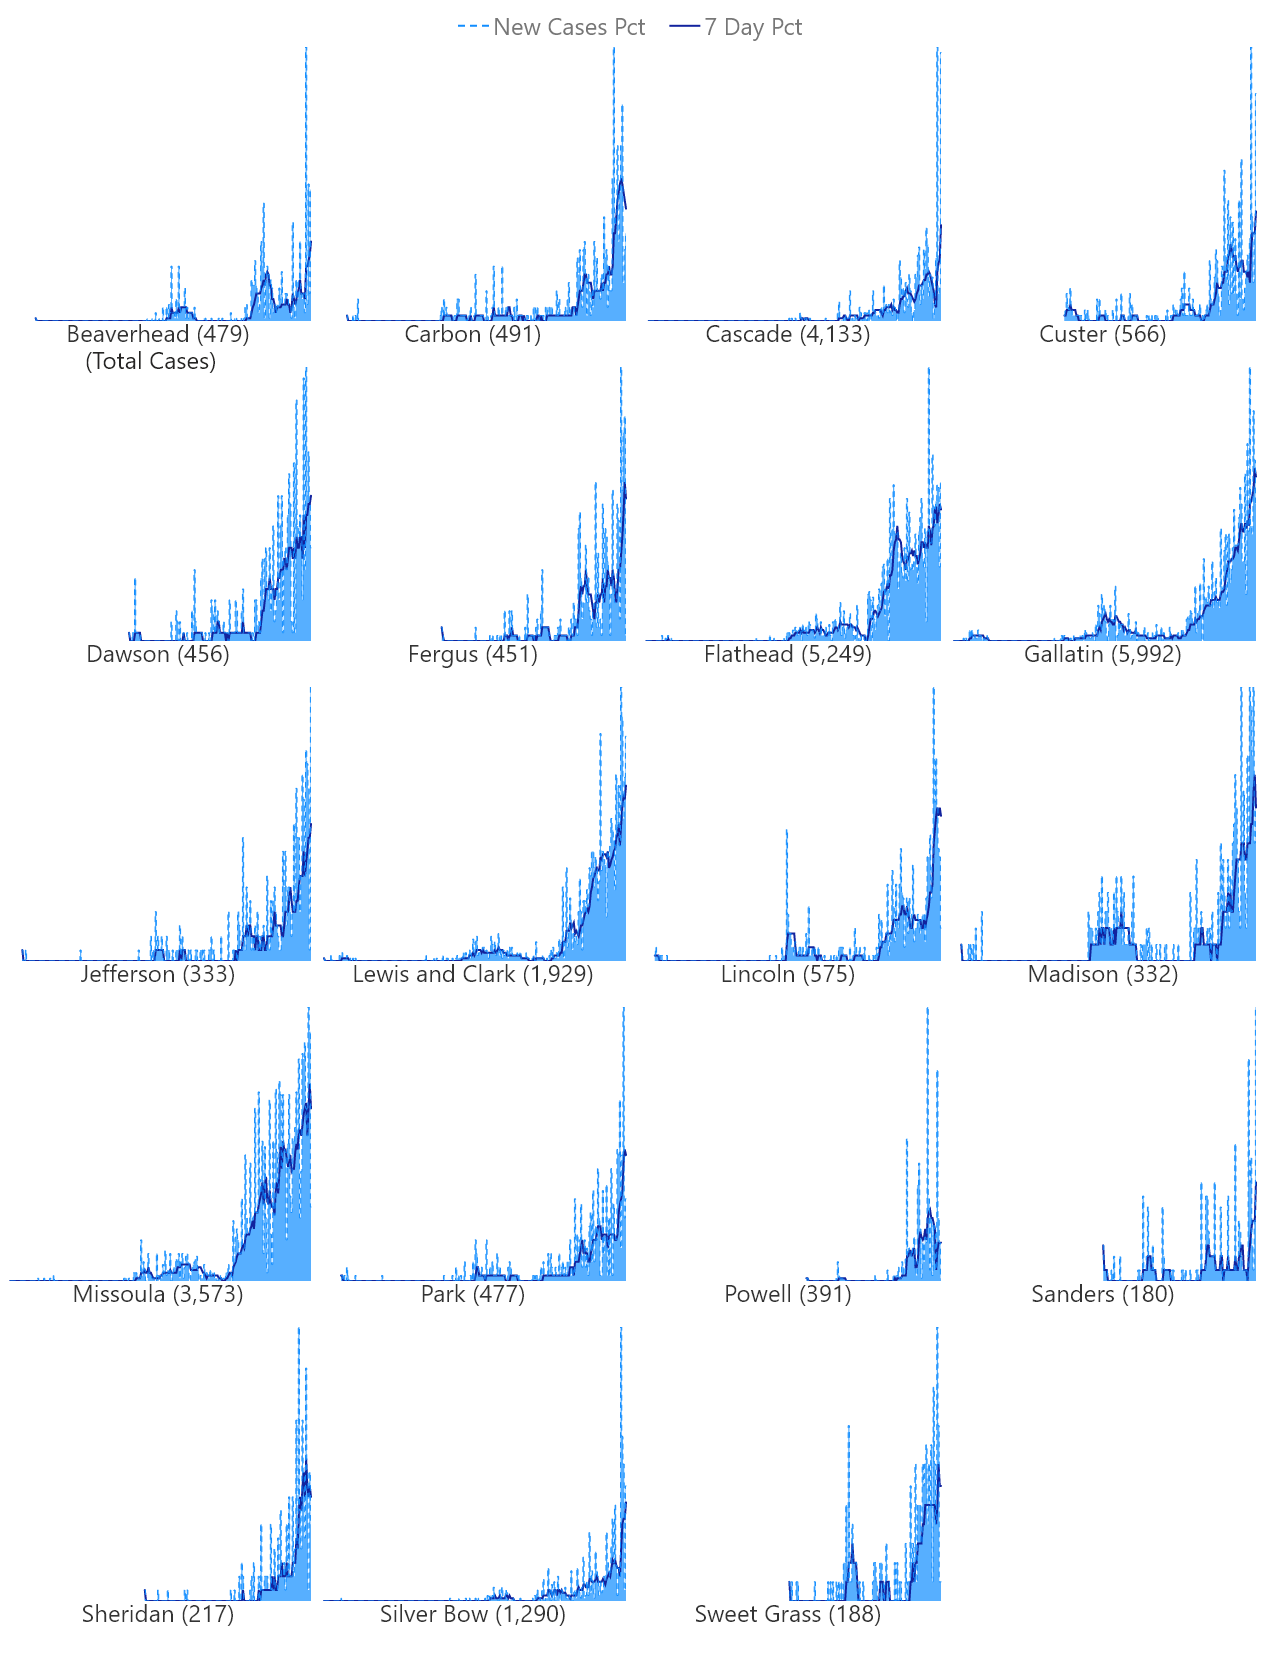 New Cases Pct 7 Day Pct
Beaverhead (479) Carbon (491) Cascade (4,133) Custer (566)
(Total Cases)
Dawson (456) Fergus (451) Flathead (5,249) Gallatin (5,992)
Jefferson (333) Lewis and Clark (1,929) Lincoln (575) Madison (332)
Missoula (3,573) Park (477) Powell (391) Sanders (180)
Sheridan (217) Silver Bow (1,290) Sweet Grass (188)